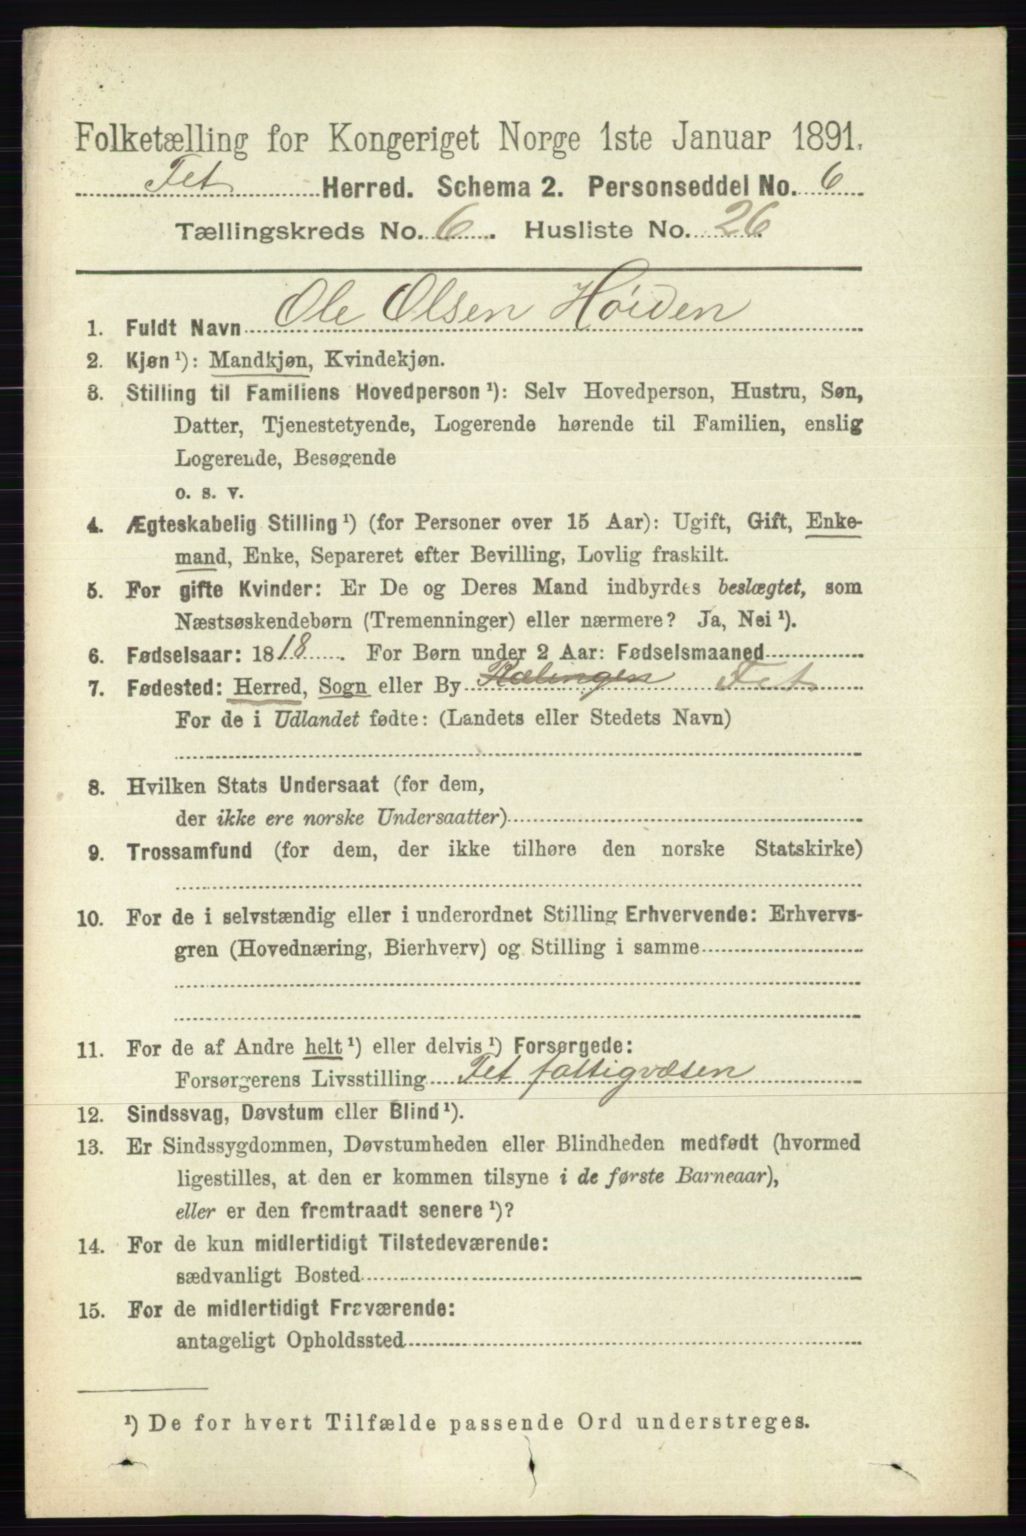 Folketælling for Kongeriget Norge 1ste Januar 1891.
Fet Herred. Schema 2. Personseddel No. 6
Tællingskreds No. 6. Husliste No. 26.
1. Fuldt Navn Ole Olsen Høiden
2. Kjøn ¹): Mandkjøn, Kvindekjøn.
3. Stilling til Familiens Hovedperson ¹): Selv Hovedperson, Hustru, Søn,
Datter, Tjenestetyende, Logerende hørende til Familien, enslig
Logerende, Besøgende
o. s. v.
4. Ægteskabelig Stilling ¹) (for Personer over 15 Aar): Ugift, Gift, Enke-
mand, Enke, Separeret efter Bevilling, Lovlig fraskilt.
5. For gifte Kvinder: Er De og Deres Mand indbyrdes beslægtet, som
Næstsøskendebørn (Tremenninger) eller nærmere? Ja, Nei ¹).
6. Fødselsaar: 1818. For Børn under 2 Aar: Fødselsmaaned
7. Fødested: Herred, Sogn eller By Rælingen Fet
For de i Udlandet fødte: (Landets eller Stedets Navn)
8. Hvilken Stats Undersaat (for dem,
der ikke ere norske Undersaatter)
9. Trossamfund (for dem, der ikke tilhøre den norske Statskirke)
10. For de i selvstændig eller i underordnet Stilling Erhvervende: Erhvervs-
gren (Hovednæring, Bierhverv) og Stilling i samme
11. For de af Andre helt ¹) eller delvis ¹) Forsørgede:
Forsørgerens Livsstilling Fet fattigvæsen
12. Sindssvag, Døvstum eller Blind ¹).
13. Er Sindssygdommen, Døvstumheden eller Blindheden medfødt (hvormed
ligestilles, at den er kommen tilsyne i de første Barneaar),
eller er den fremtraadt senere ¹)?
14. For de kun midlertidigt Tilstedeværende:
sædvanligt Bosted
15. For de midlertidigt Fraværende:
antageligt Opholdssted
¹) De for hvert Tilfælde passende Ord understreges.